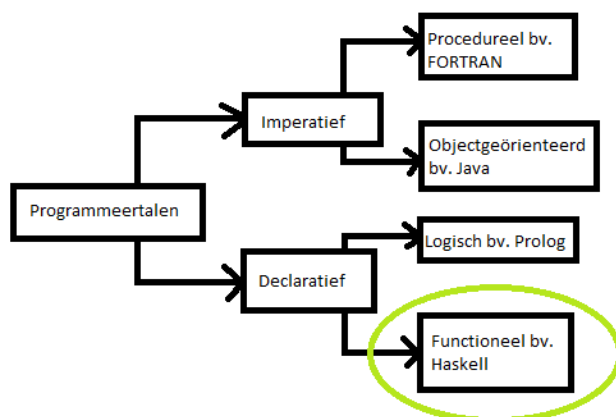 Procedureel bv.
FORTRAN
Imperatief
Objectgeörienteerd
bv. Java
Programmeertalen
Logisch bv. Prolog
Declaratief
Functioneel bv.
Haskell